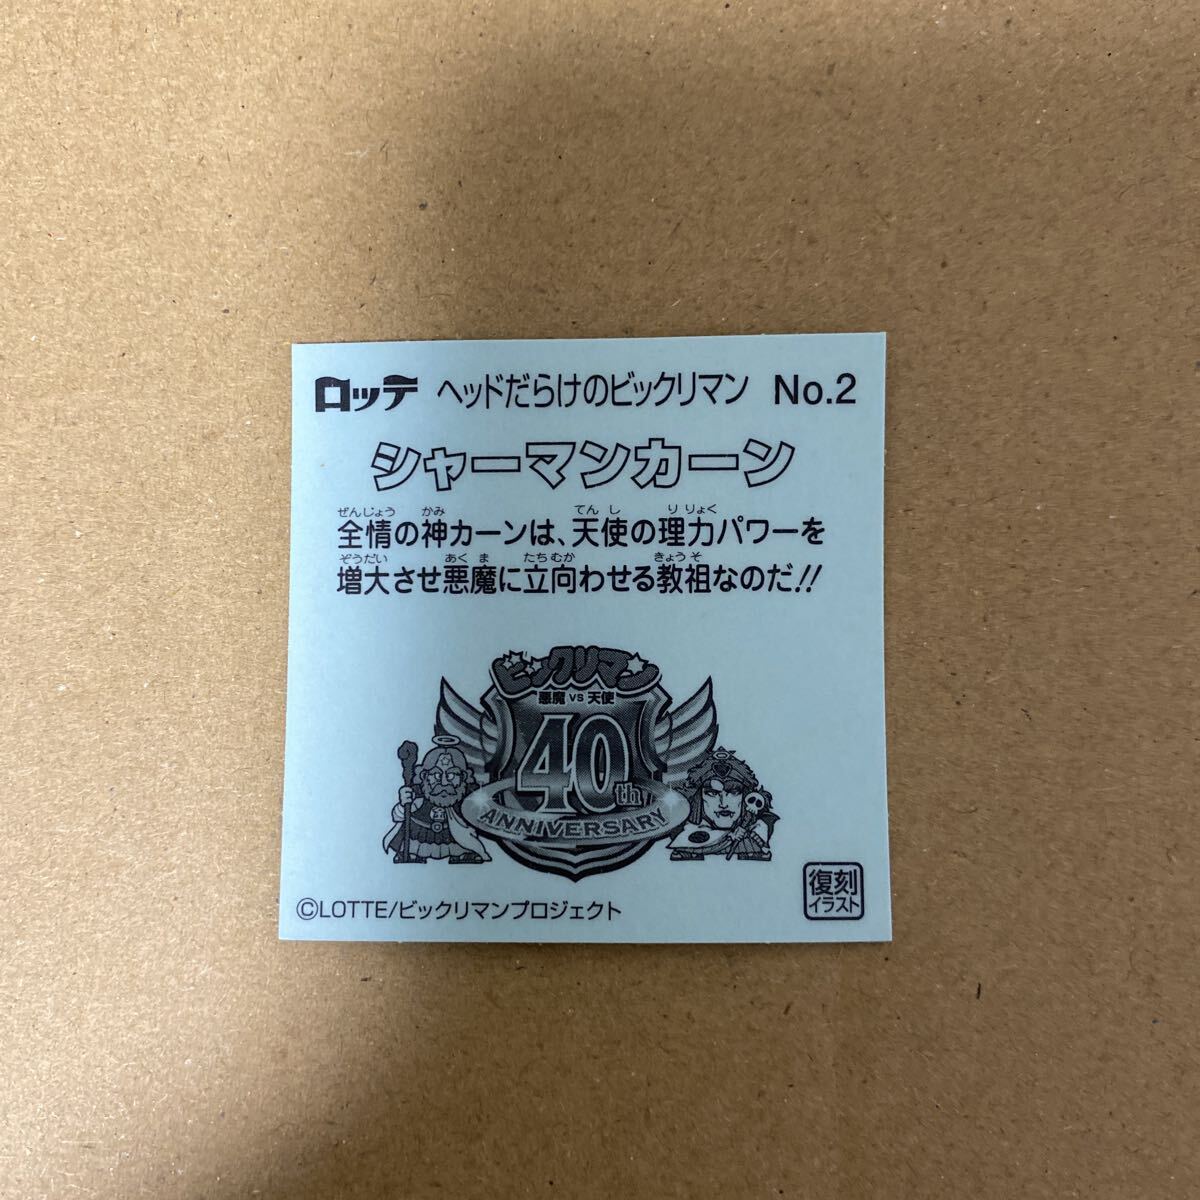 ロッテ ヘッドだらけのビックリマン No.2
シャーマンカーン
ぜんじょう かみ てんし りりょく
全情の神カーンは、天使の理力パワーを
ぞうだい あくま たちむか きょうそ
増大させ悪魔に立向わせる教祖なのだ!!
ビックリマン
悪魔 VS 天使
40th
ANNIVERSARY
復刻
イラスト
©LOTTE/ビックリマンプロジェクト